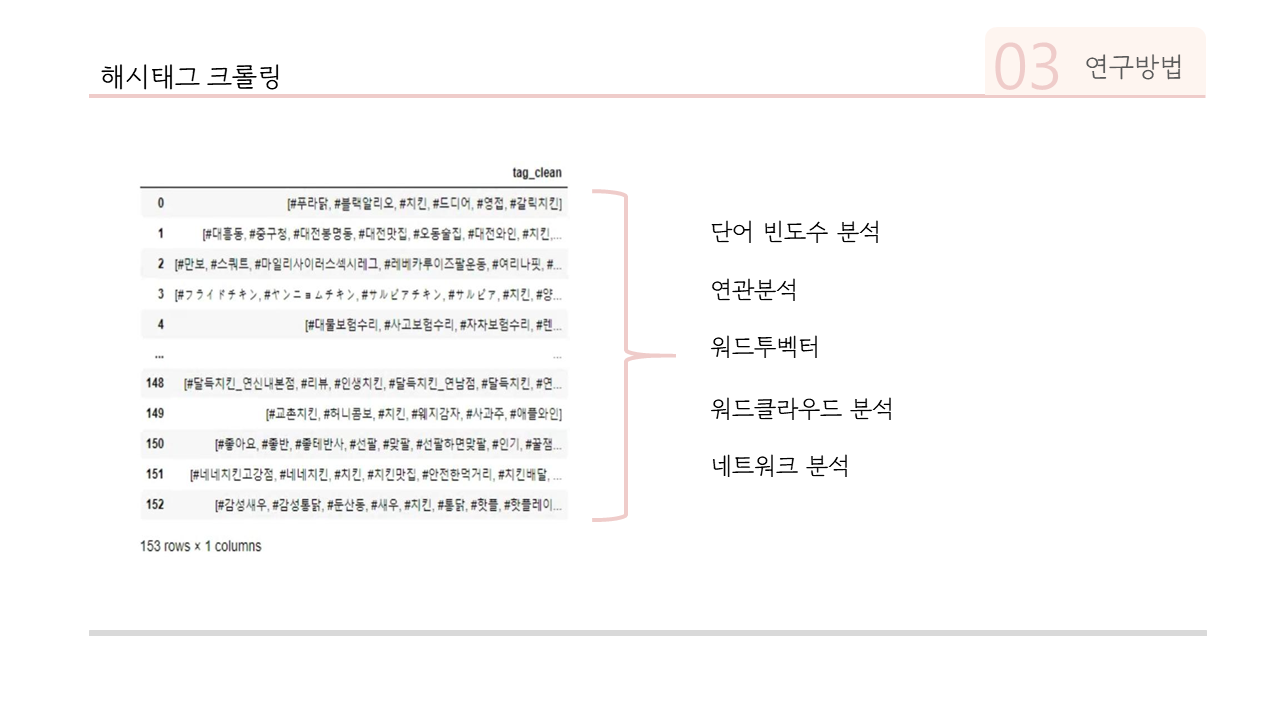 해시태그 크롤링
03 연구방법
tag_clean
0 [#푸라닭, #블랙알리오, #치킨, #드디어, #영접, #갈릭치킨]
1 [#대흥동, #중구청, #대전봉명동, #대전맛집, #오동술집, #대전와인, #치킨,...
2 [#만보, #스쿼트, #마일리사이러스섹시레그, #레베카루이즈팔운동, #여리나핏, #...
3 [#フライドチキン, #ヤンニョムチキン, #サルビアチキン, #サルビア, #치킨, #양...
4 [#대물보험수리, #사고보험수리, #자차보험수리, #렌...
... ...
148 [#달득치킨_연신내본점, #리뷰, #인생치킨, #달득치킨_연남점, #달득치킨, #연...
149 [#교촌치킨, #허니콤보, #치킨, #웨지감자, #사과주, #애플와인]
150 [#좋아요, #좋반, #좋테반사, #선팔, #맞팔, #선팔하면맞팔, #인기, #꿀잼...
151 [#네네치킨고강점, #네네치킨, #치킨, #치킨맛집, #안전한먹거리, #치킨배달, ...
152 [#감성새우, #감성통닭, #둔산동, #새우, #치킨, #통닭, #핫플, #핫플레이...
153 rows × 1 columns
단어 빈도수 분석
연관분석
워드투벡터
워드클라우드 분석
네트워크 분석